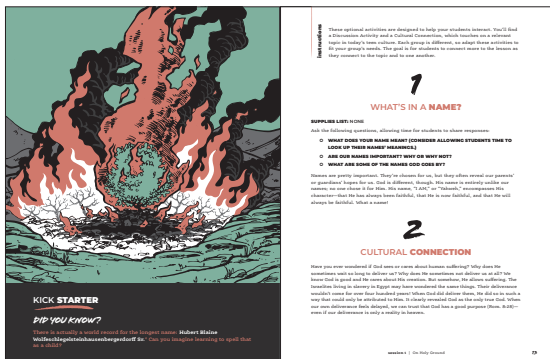 KICK STARTER
DID YOU KNOW?
There is actually a world record for the longest name: Hubert Blaine
Wolfeschlegelsteinhausenbergerdorff Sr. Can you imagine learning to spell that
as a child?
Instructions
These optional activities are designed to help your students interact. You'll find
a Discussion Activity and a Cultural Connection, which touches on a relevant
topic in today's teen culture. Each group is different, so adapt these activities to
fit your group's needs. The goal is for students to connect more to the lesson as
they connect to the topic and to one another.
1
WHAT'S IN A NAME?
SUPPLIES LIST: NONE
Ask the following questions, allowing time for students to share responses:
WHAT DOES YOUR NAME MEAN? (CONSIDER ALLOWING STUDENTS TIME TO
LOOK UP THEIR NAMES' MEANINGS.)
ARE OUR NAMES IMPORTANT? WHY OR WHY NOT?
WHAT ARE SOME OF THE NAMES GOD GOES BY?
Names are pretty important. They're chosen for us, but they often reveal our parents'
or guardians' hopes for us. God is different, though. His name is entirely unlike our
names; no one chose it for Him. His name, "I AM," or "Yahweh," encompasses His
character—that He has always been faithful, that He is now faithful, and that He will
always be faithful. What a name!
2
CULTURAL CONNECTION
Have you ever wondered if God sees or cares about human suffering? Why does He
sometimes wait so long to deliver us? Why does He sometimes not deliver us at all? We
know God is good and He cares about His creation. But somehow, He allows suffering. The
Israelites living in slavery in Egypt may have wondered the same things. Their deliverance
wouldn't come for over four hundred years! When God did deliver them, He did so in such a
way that could only be attributed to Him. It clearly revealed God as the only true God. When
our own deliverance feels delayed, we can trust that God has a good purpose (Rom. 8:28)—
even if our deliverance is only a reality in heaven.
session 1 | On Holy Ground
13